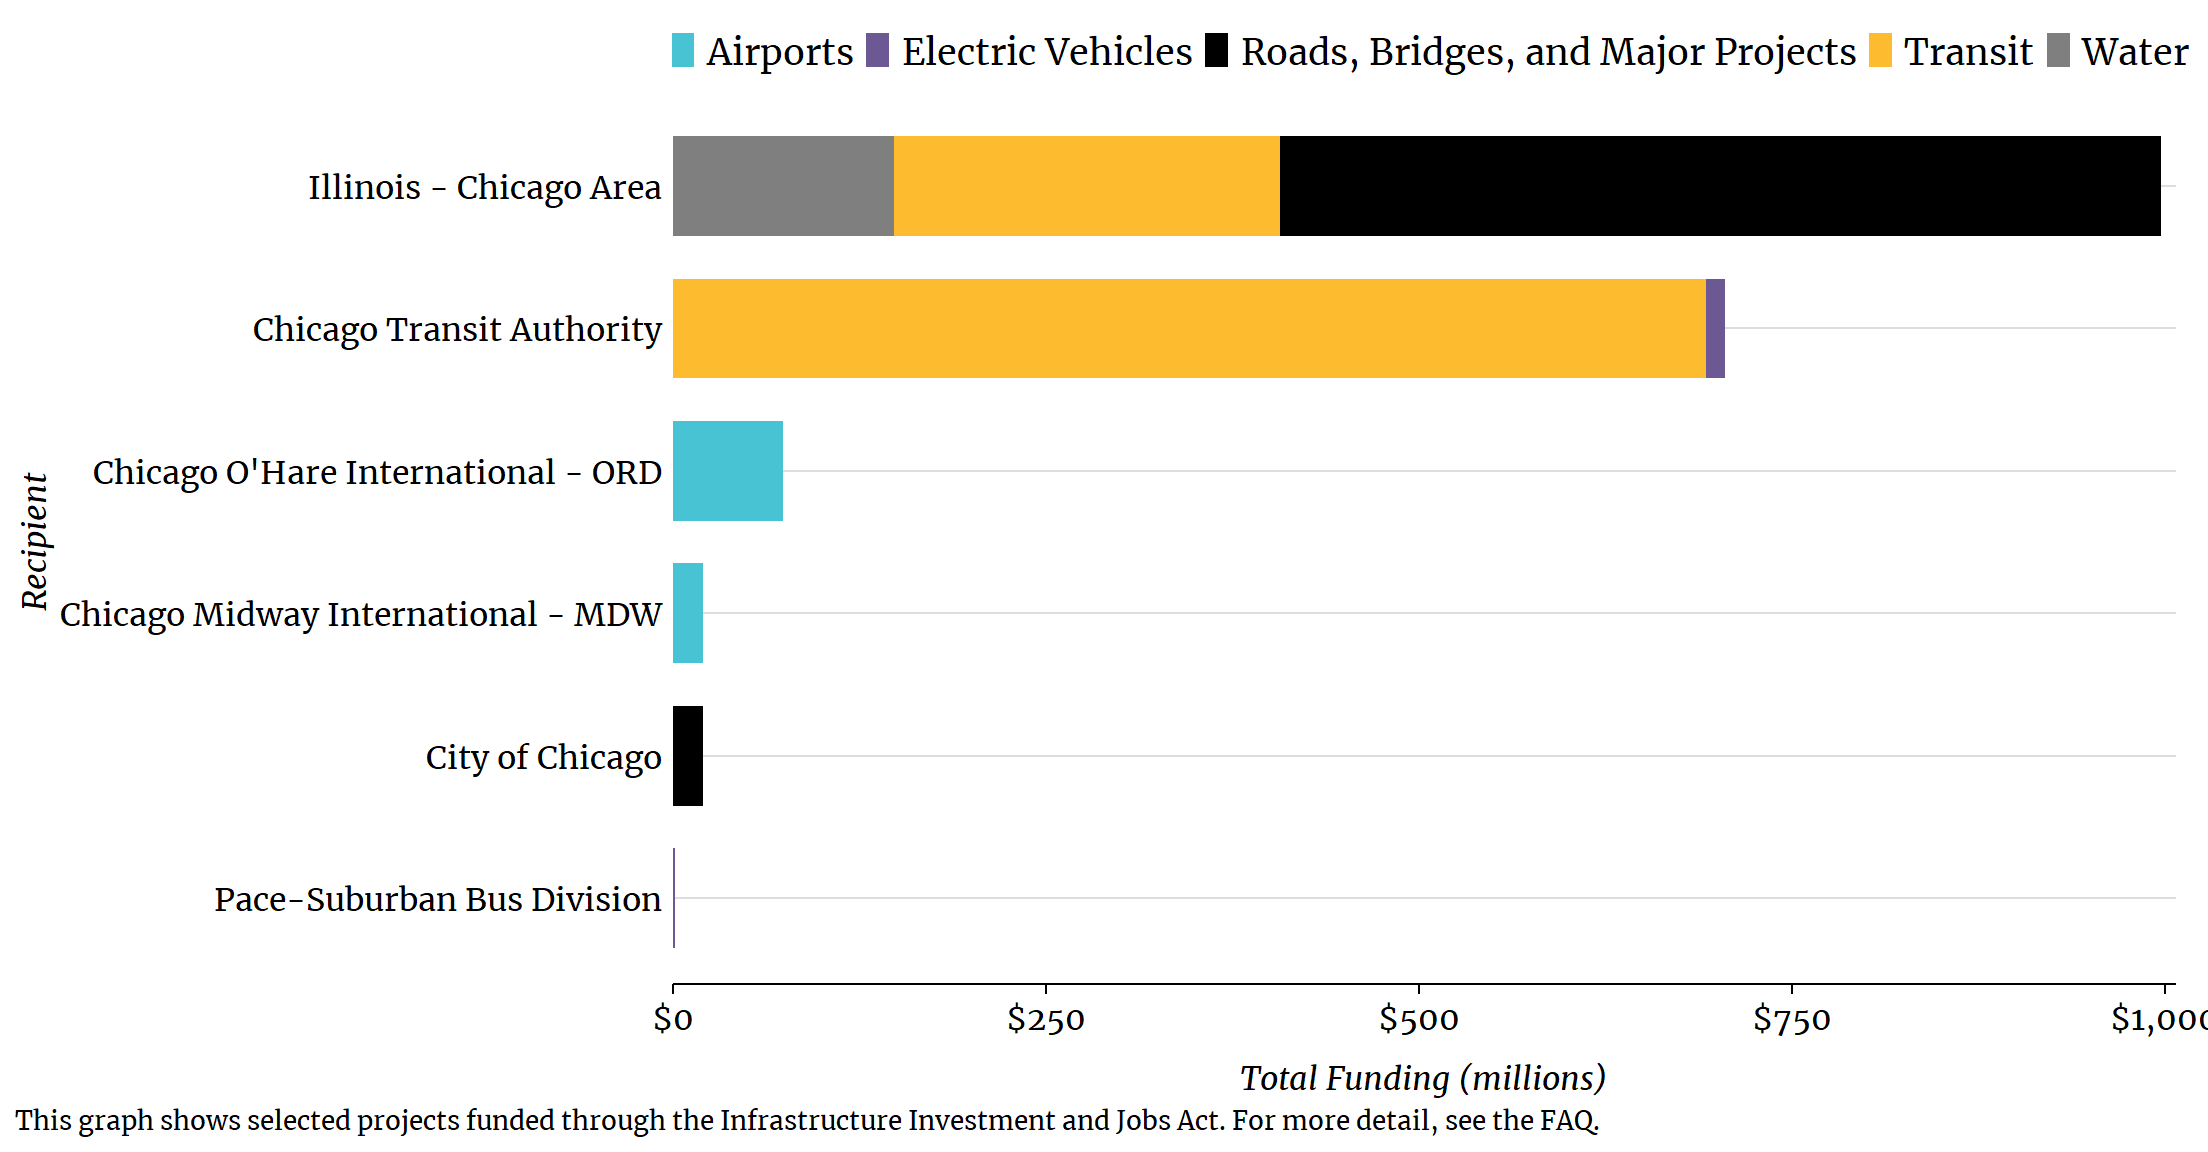 Airports Electric Vehicles Roads, Bridges, and Major Projects Transit Water
Illinois - Chicago Area
Chicago Transit Authority
Chicago O'Hare International - ORD
Chicago Midway International - MDW
City of Chicago
Pace-Suburban Bus Division
Recipient
$0 $250 $500 $750 $1,000
Total Funding (millions)
This graph shows selected projects funded through the Infrastructure Investment and Jobs Act. For more detail, see the FAQ.